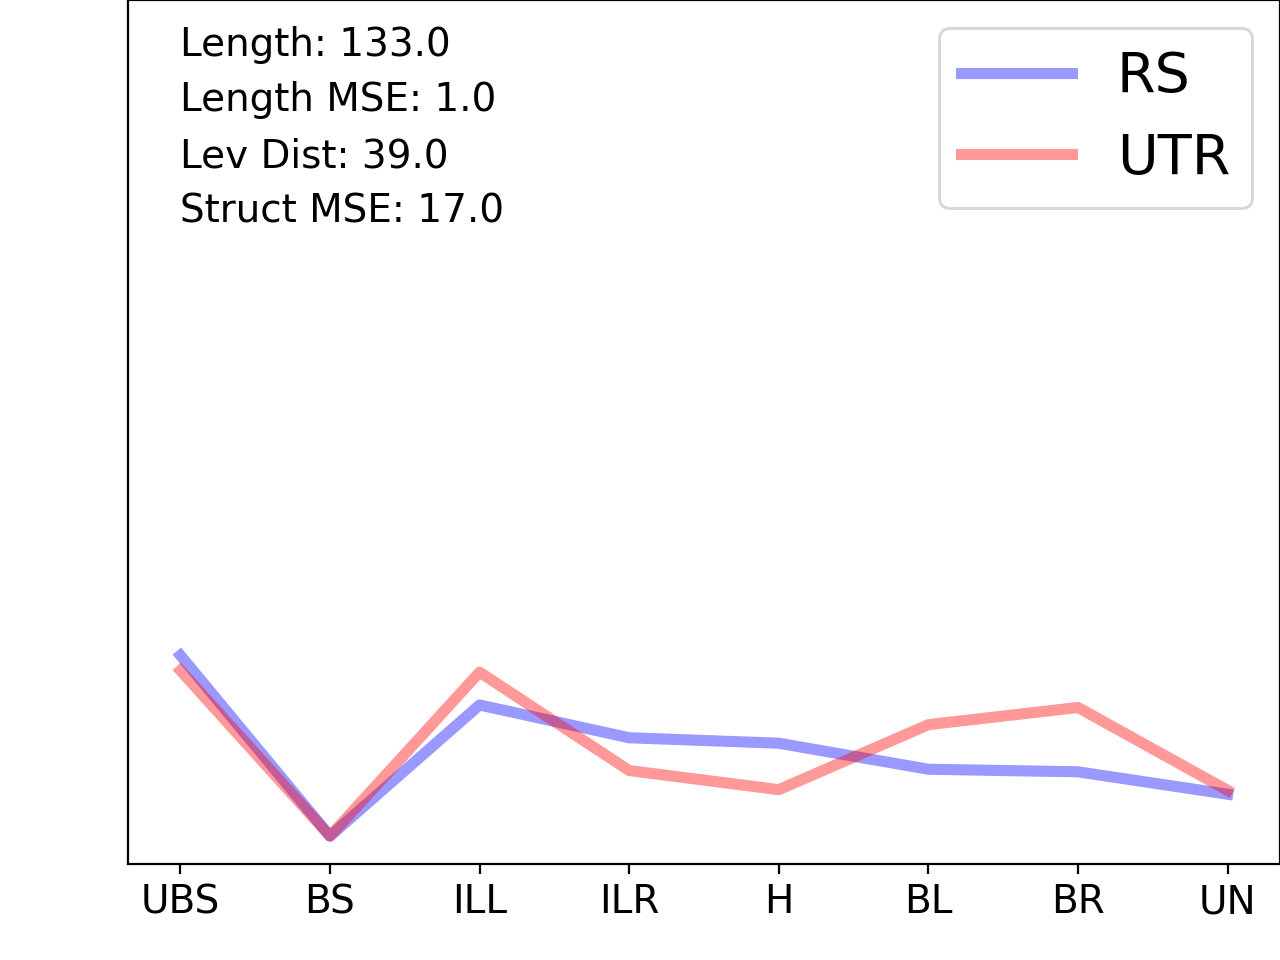 Length: 133.0
Length MSE: 1.0
Lev Dist: 39.0
Struct MSE: 17.0
RS
UTR
UBS BS ILL ILR H BL BR UN